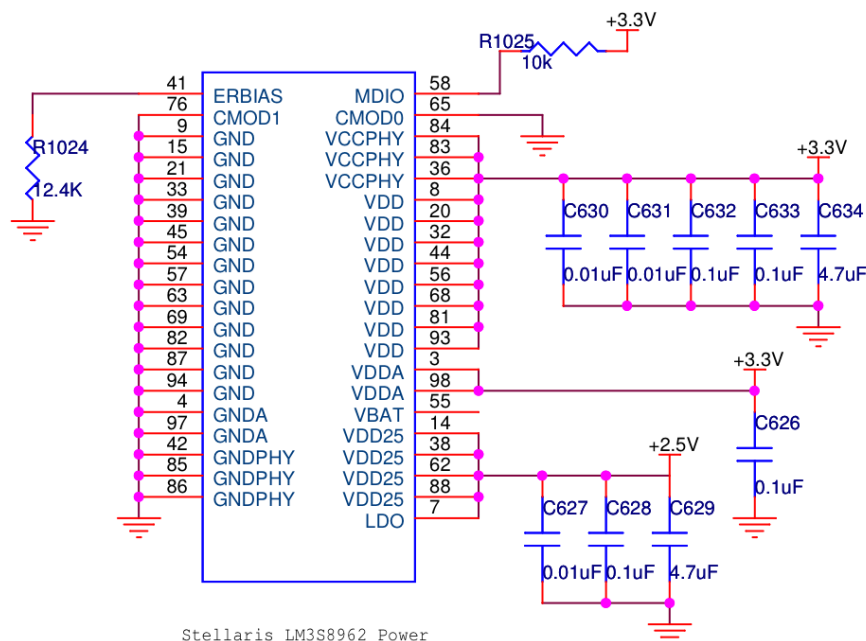 +3.3V
R1025
10k
41 ERBIAS MDIO 58
76 CMOD1 CMOD0 65
9 GND VCCPHY 84
15 GND VCCPHY 83
21 GND VCCPHY 36
33 GND VDD 8
39 GND VDD 20
45 GND VDD 32
54 GND VDD 44
57 GND VDD 56
63 GND VDD 68
69 GND VDD 81
82 GND VDD 93
87 GND VDDA 3
94 GND VDDA 98
4 GNDA VBAT 55
97 GNDA VDD25 14
42 GNDPHY VDD25 38
85 GNDPHY VDD25 62
86 GNDPHY VDD25 88
LDO 7
R1024
12.4K
+3.3V
C630 C631 C632 C633 C634
0.01uF 0.01uF 0.1uF 0.1uF 4.7uF
+3.3V
C626
0.1uF
+2.5V
C627 C628 C629
0.01uF 0.1uF 4.7uF
Stellaris LM3S8962 Power